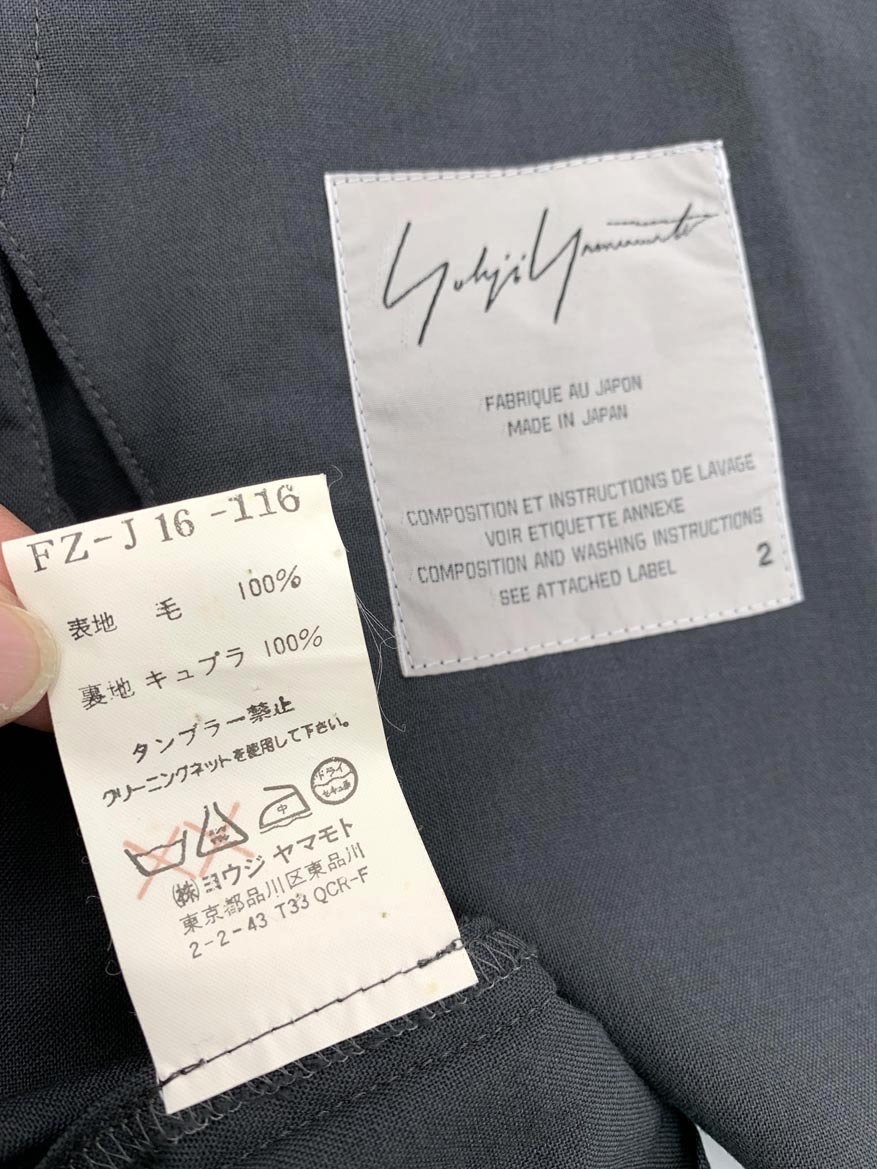 Yohji Yamamoto
FABRIQUE AU JAPON
MADE IN JAPAN
COMPOSITION ET INSTRUCTIONS DE LAVAGE
VOIR ETIQUETTE ANNEXE
COMPOSITION AND WASHING INSTRUCTIONS
SEE ATTACHED LABEL
2
FZ-J 16 -116
表地 毛 100%
裏地 キュプラ 100%
タンブラー禁止
クリーニングネットを使用して下さい。
中
ドライ
セキユ系
(株)ヨウジ ヤマモト
東京都品川区東品川
2-2-43 T33 QCR-F